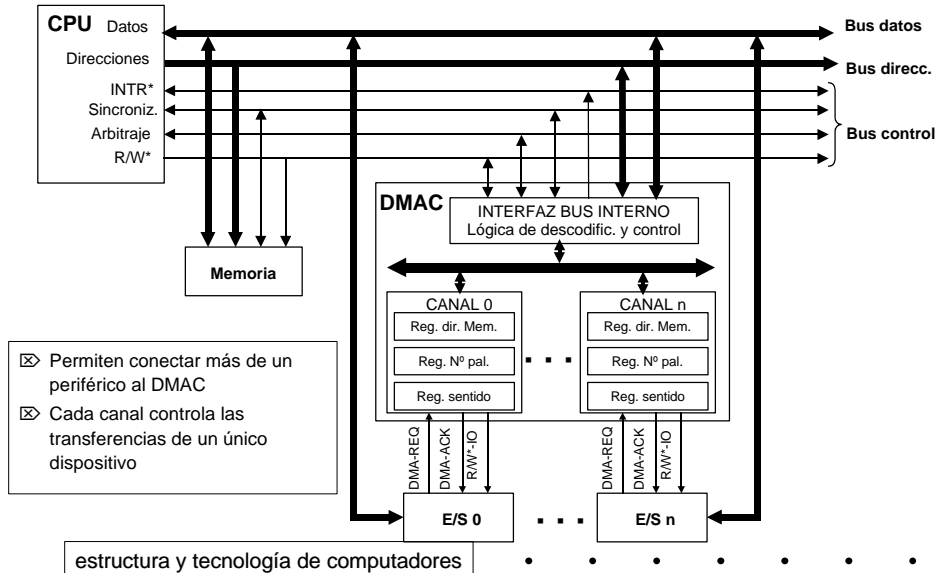 CPU
Datos
Bus datos
Direcciones
Bus direcc.
INTR*
Sincroniz.
Arbitraje
Bus control
R/W*
DMAC
INTERFAZ BUS INTERNO
Lógica de descodific. y control
Memoria
CANAL 0
CANAL n
Reg. dir. Mem.
Reg. dir. Mem.
Reg. Nº pal.
Reg. Nº pal.
Reg. sentido
Reg. sentido
Permiten conectar más de un
periférico al DMAC
Cada canal controla las
transferencias de un único
dispositivo
DMA-REQ
DMA-ACK
R/W*-IO
DMA-REQ
DMA-ACK
R/W*-IO
E/S 0
E/S n
estructura y tecnología de computadores